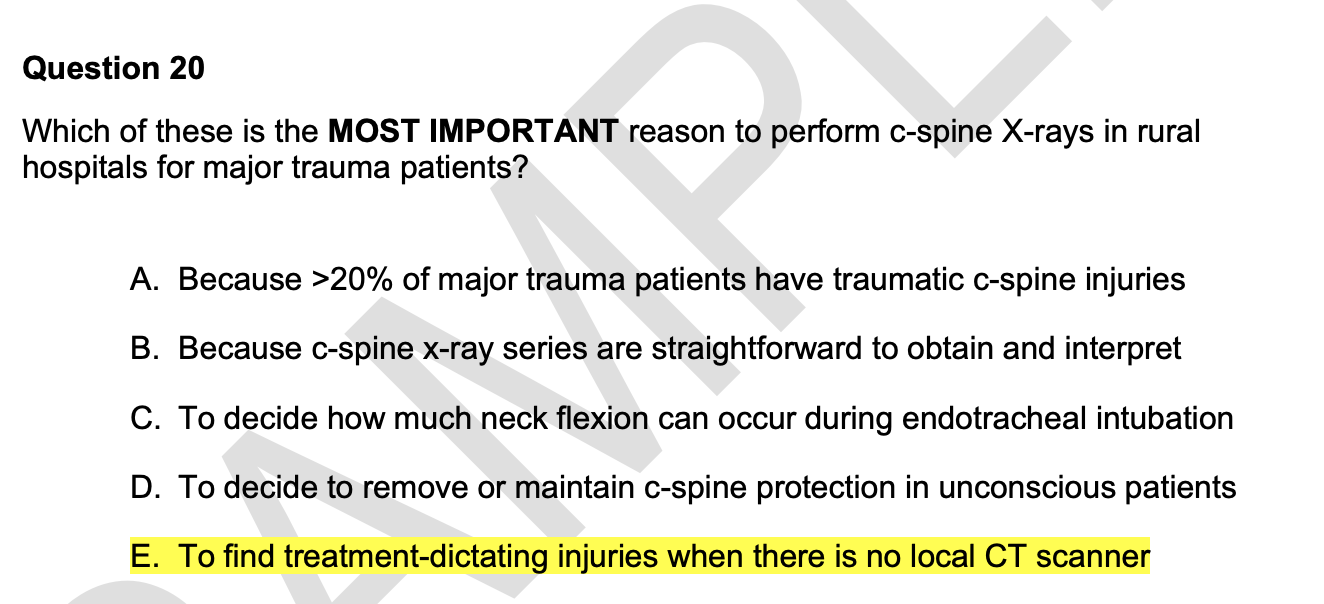 Question 20
Which of these is the MOST IMPORTANT reason to perform c-spine X-rays in rural
hospitals for major trauma patients?
A. Because >20% of major trauma patients have traumatic c-spine injuries
B. Because c-spine x-ray series are straightforward to obtain and interpret
C. To decide how much neck flexion can occur during endotracheal intubation
D. To decide to remove or maintain c-spine protection in unconscious patients
E. To find treatment-dictating injuries when there is no local CT scanner
AMPL